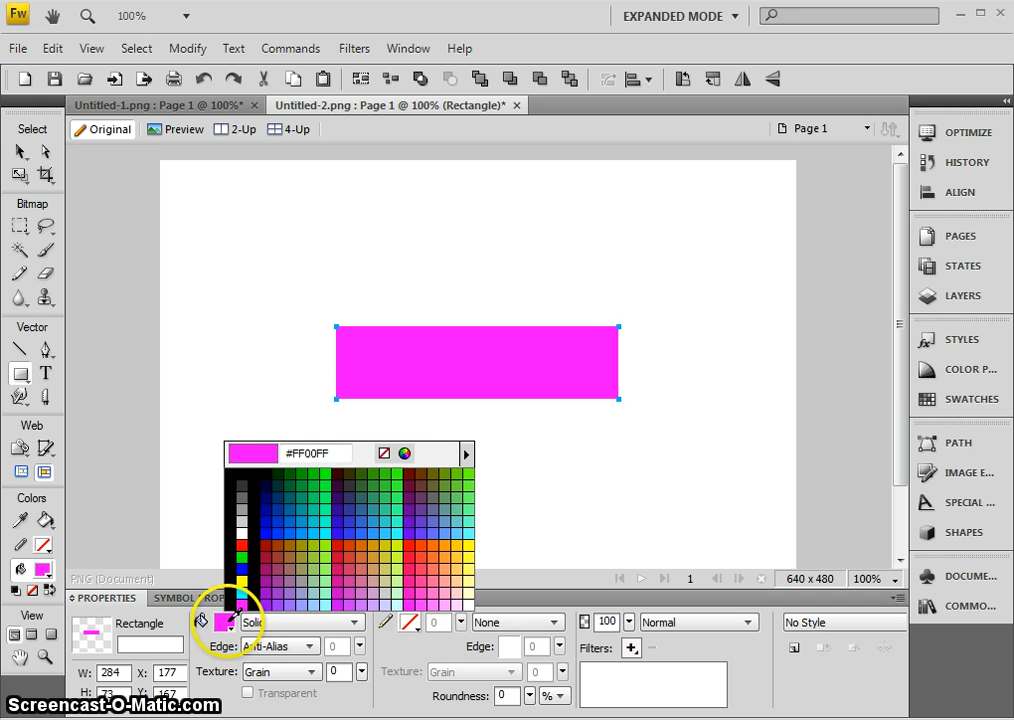 Fw 100% EXPANDED MODE
File Edit View Select Modify Text Commands Filters Window Help
Untitled-1.png : Page 1 @ 100%* Untitled-2.png : Page 1 @ 100% (Rectangle)*
Original Preview 2-Up 4-Up Page 1
Select
Bitmap
Vector
T
Web
Colors
View
OPTIMIZE
HISTORY
ALIGN
PAGES
STATES
LAYERS
STYLES
COLOR P...
SWATCHES
PATH
IMAGE E...
SPECIAL ...
SHAPES
DOCUME...
COMMO...
#FF00FF
PNG (Document) 1 640 x 480 100%
PROPERTIES SYMBOL PROP
Rectangle Solid 0 None 100 Normal No Style
Edge: Anti-Alias 0 Edge: 0 Filters:
W: 284 X: 177 Texture: Grain 0 Texture: Grain 0
H: 73 Y: 167 Transparent Roundness: 0 %
Screencast-O-Matic.com